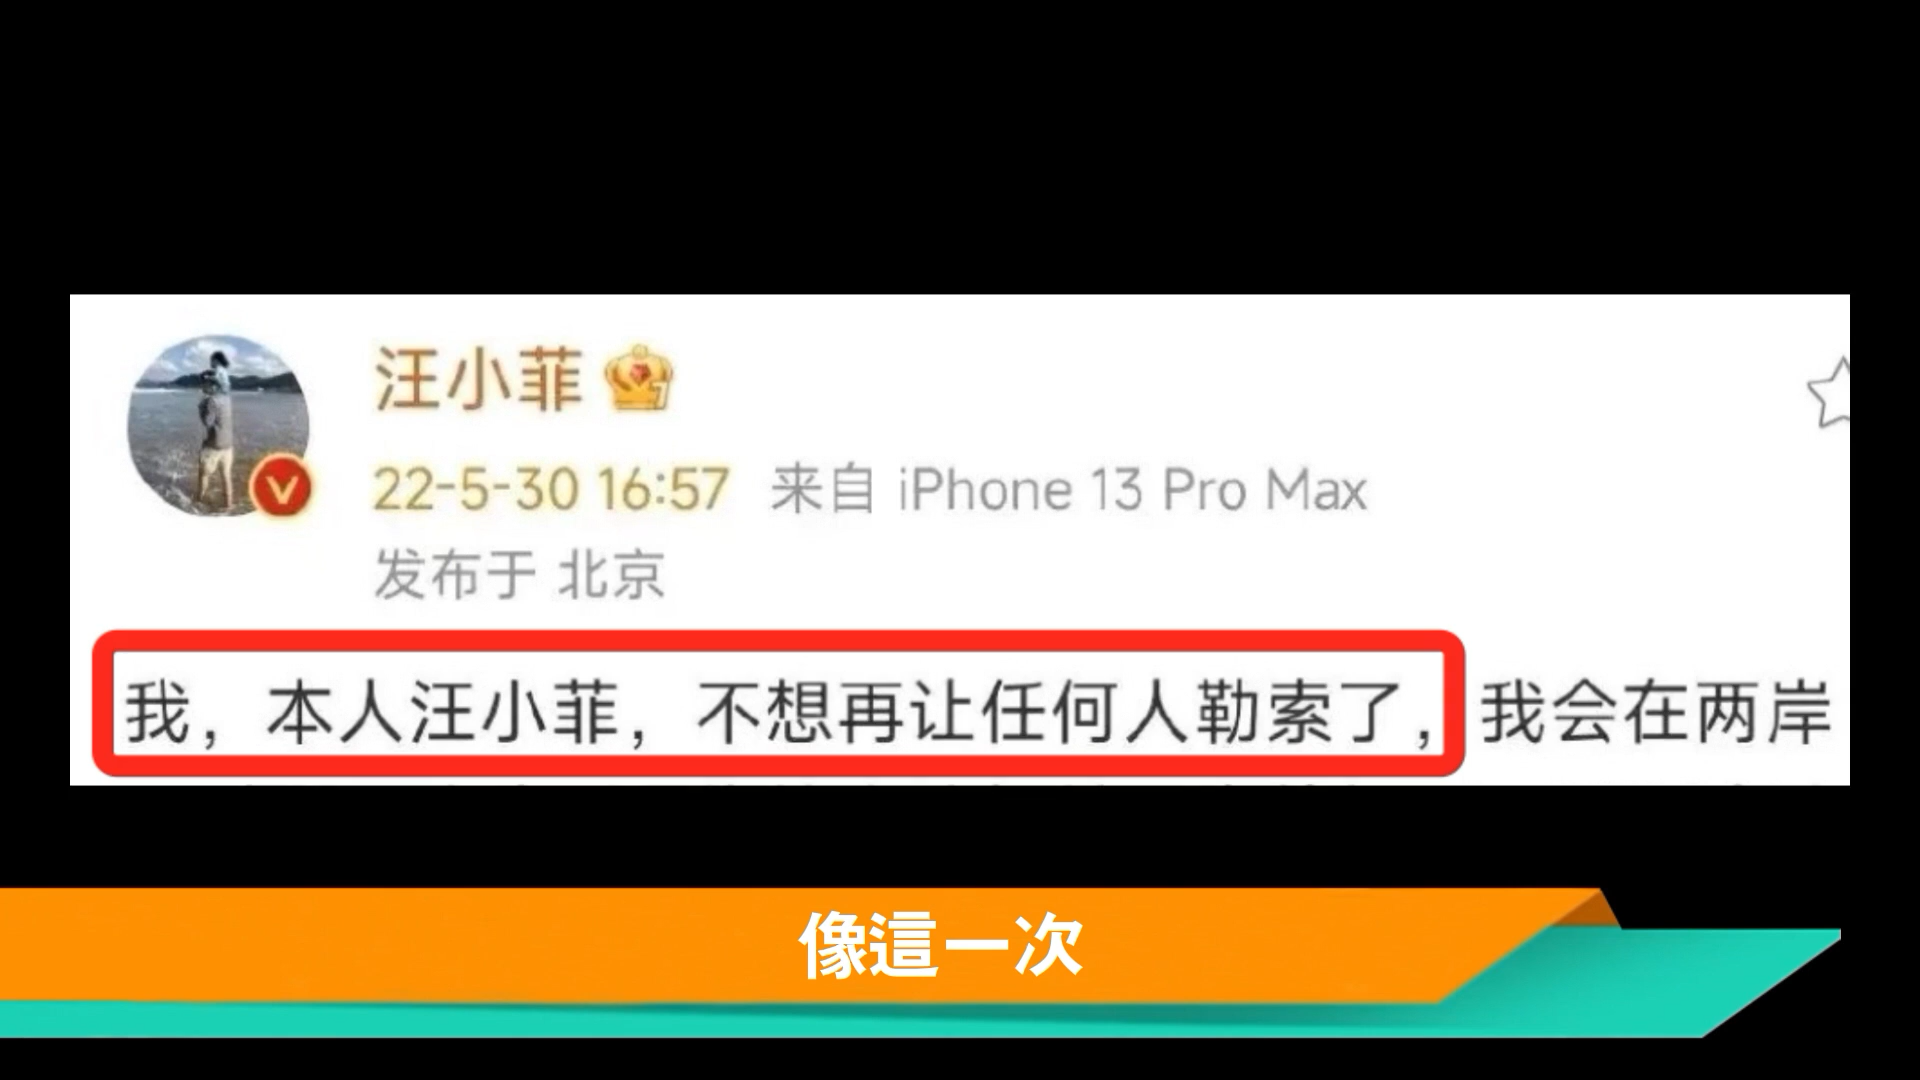 汪小菲
22-5-30 16:57 来自 iPhone 13 Pro Max
发布于 北京
我，本人汪小菲，不想再让任何人勒索了，我会在两岸
像這一次